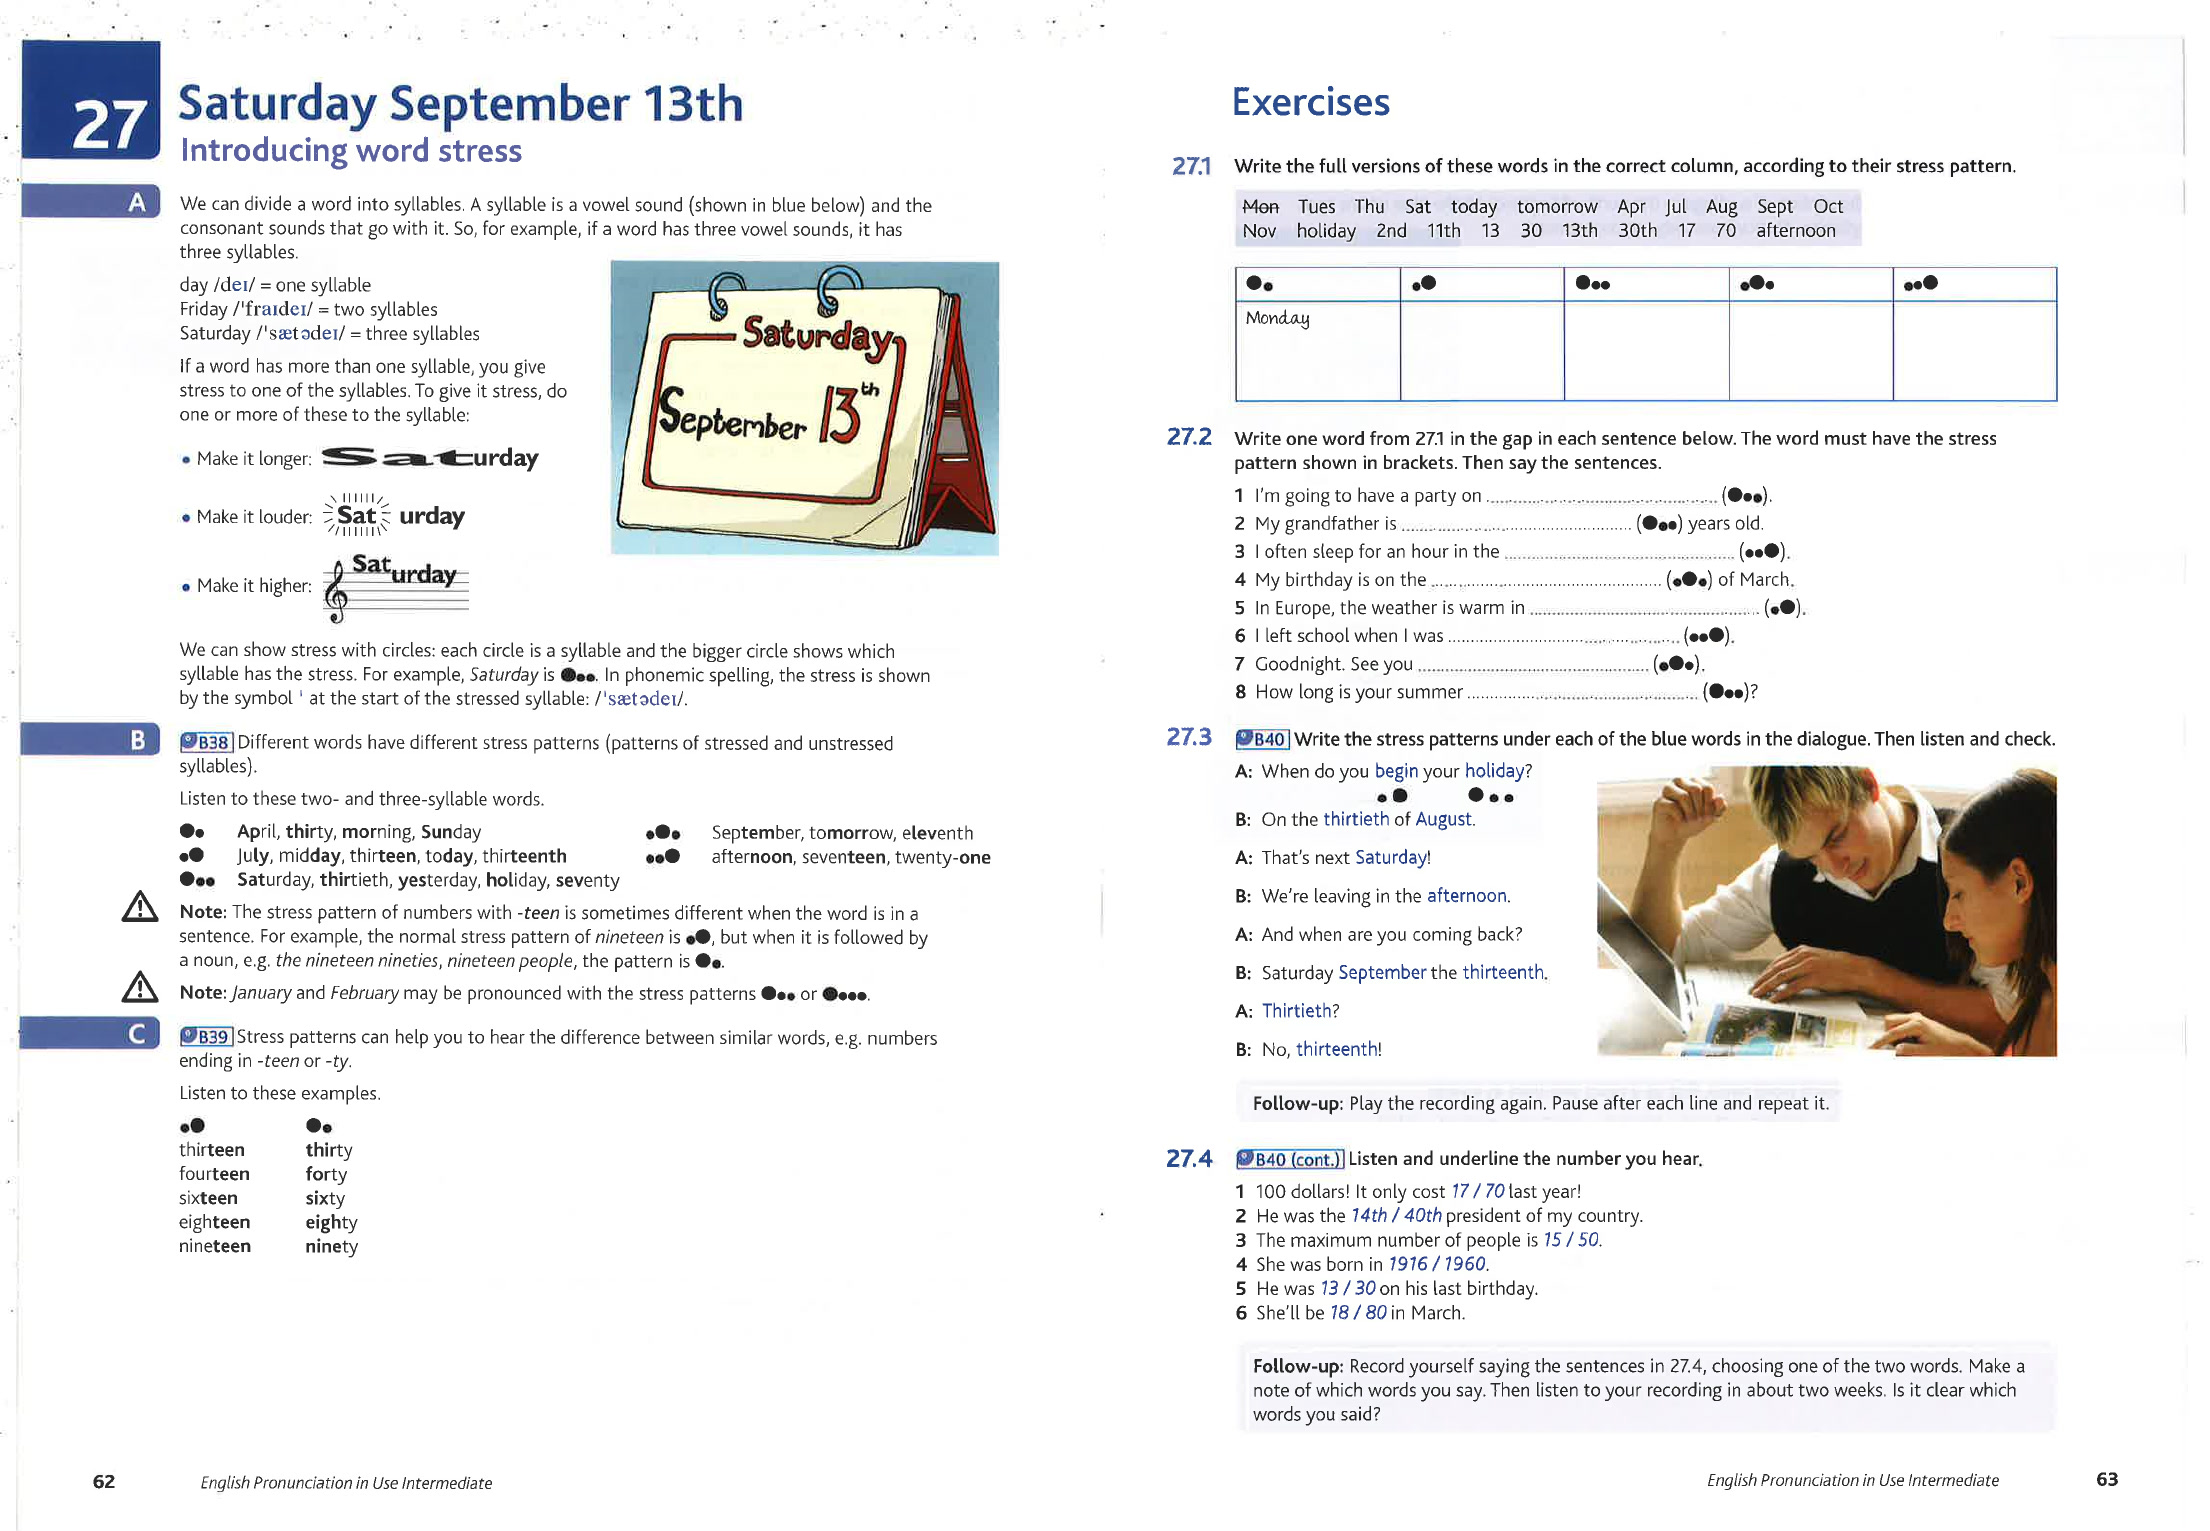 27
Saturday September 13th
Introducing word stress
A
We can divide a word into syllables. A syllable is a vowel sound (shown in blue below) and the
consonant sounds that go with it. So, for example, if a word has three vowel sounds, it has
three syllables.
day /deɪ/ = one syllable
Friday /ˈfraɪdeɪ/ = two syllables
Saturday /ˈsætədeɪ/ = three syllables
If a word has more than one syllable, you give
stress to one of the syllables. To give it stress, do
one or more of these to the syllable:
• Make it longer: Saturday
• Make it louder: Sat urday
• Make it higher: Saturday
Saturday
September 13th
We can show stress with circles: each circle is a syllable and the bigger circle shows which
syllable has the stress. For example, Saturday is ●••. In phonemic spelling, the stress is shown
by the symbol ˈ at the start of the stressed syllable: /ˈsætədeɪ/.
B
B38 Different words have different stress patterns (patterns of stressed and unstressed
syllables).
Listen to these two- and three-syllable words.
●• April, thirty, morning, Sunday
•● July, midday, thirteen, today, thirteenth
●•• Saturday, thirtieth, yesterday, holiday, seventy
•●• September, tomorrow, eleventh
••● afternoon, seventeen, twenty-one
Note: The stress pattern of numbers with -teen is sometimes different when the word is in a
sentence. For example, the normal stress pattern of nineteen is •●, but when it is followed by
a noun, e.g. the nineteen nineties, nineteen people, the pattern is ●•.
Note: January and February may be pronounced with the stress patterns ●•• or ●•••.
C
B39 Stress patterns can help you to hear the difference between similar words, e.g. numbers
ending in -teen or -ty.
Listen to these examples.
•● ●•
thirteen thirty
fourteen forty
sixteen sixty
eighteen eighty
nineteen ninety
62 English Pronunciation in Use Intermediate
Exercises
27.1 Write the full versions of these words in the correct column, according to their stress pattern.
Mon Tues Thu Sat today tomorrow Apr Jul Aug Sept Oct
Nov holiday 2nd 11th 13 30 13th 30th 17 70 afternoon
●• •● ●•• •●• ••●
Monday
27.2 Write one word from 27.1 in the gap in each sentence below. The word must have the stress
pattern shown in brackets. Then say the sentences.
1 I'm going to have a party on .................... (●••).
2 My grandfather is .................... (●••) years old.
3 I often sleep for an hour in the .................... (••●).
4 My birthday is on the .................... (•●•) of March.
5 In Europe, the weather is warm in .................... (•●).
6 I left school when I was .................... (••●).
7 Goodnight. See you .................... (•●•).
8 How long is your summer .................... (●••)?
27.3 B40 Write the stress patterns under each of the blue words in the dialogue. Then listen and check.
A: When do you begin your holiday?
•● ●••
B: On the thirtieth of August.
A: That's next Saturday!
B: We're leaving in the afternoon.
A: And when are you coming back?
B: Saturday September the thirteenth.
A: Thirtieth?
B: No, thirteenth!
Follow-up: Play the recording again. Pause after each line and repeat it.
27.4 B40 (cont.) Listen and underline the number you hear.
1 100 dollars! It only cost 17 / 70 last year!
2 He was the 14th / 40th president of my country.
3 The maximum number of people is 15 / 50.
4 She was born in 1916 / 1960.
5 He was 13 / 30 on his last birthday.
6 She'll be 18 / 80 in March.
Follow-up: Record yourself saying the sentences in 27.4, choosing one of the two words. Make a
note of which words you say. Then listen to your recording in about two weeks. Is it clear which
words you said?
English Pronunciation in Use Intermediate 63